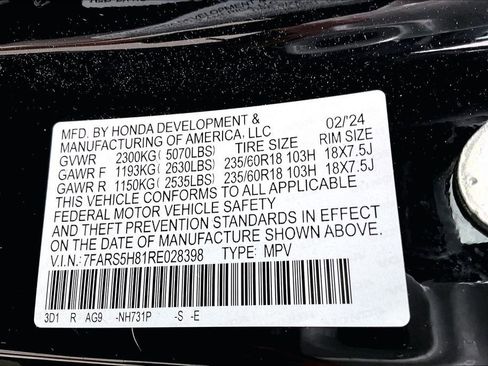 MFD. BY HONDA DEVELOPMENT & 02/'24
MANUFACTURING OF AMERICA, LLC
GVWR 2300KG( 5070LBS) TIRE SIZE RIM SIZE
GAWR F 1193KG( 2630LBS) 235/60R18 103H 18X7.5J
GAWR R 1150KG( 2535LBS) 235/60R18 103H 18X7.5J
THIS VEHICLE CONFORMS TO ALL APPLICABLE
FEDERAL MOTOR VEHICLE SAFETY
AND THEFT PREVENTION STANDARDS IN EFFECT
ON THE DATE OF MANUFACTURE SHOWN ABOVE.
V.I.N.:7FARS5H81RE028398 TYPE: MPV
3D1 R AG9 -NH731P -S -E